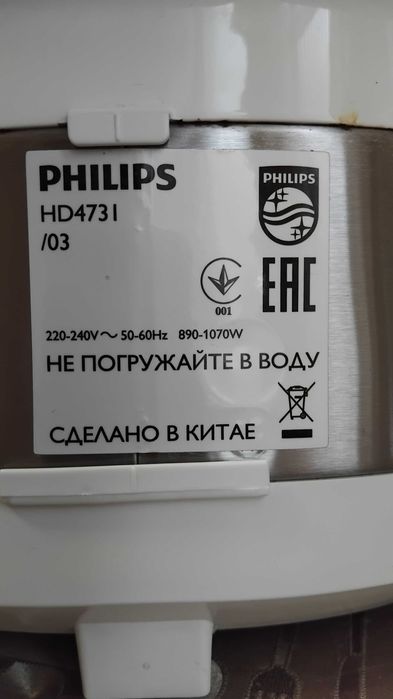 PHILIPS
HD4731
/03
PHILIPS
001
EAC
220-240V～ 50-60Hz 890-1070W
НЕ ПОГРУЖАЙТЕ В ВОДУ
СДЕЛАНО В КИТАЕ